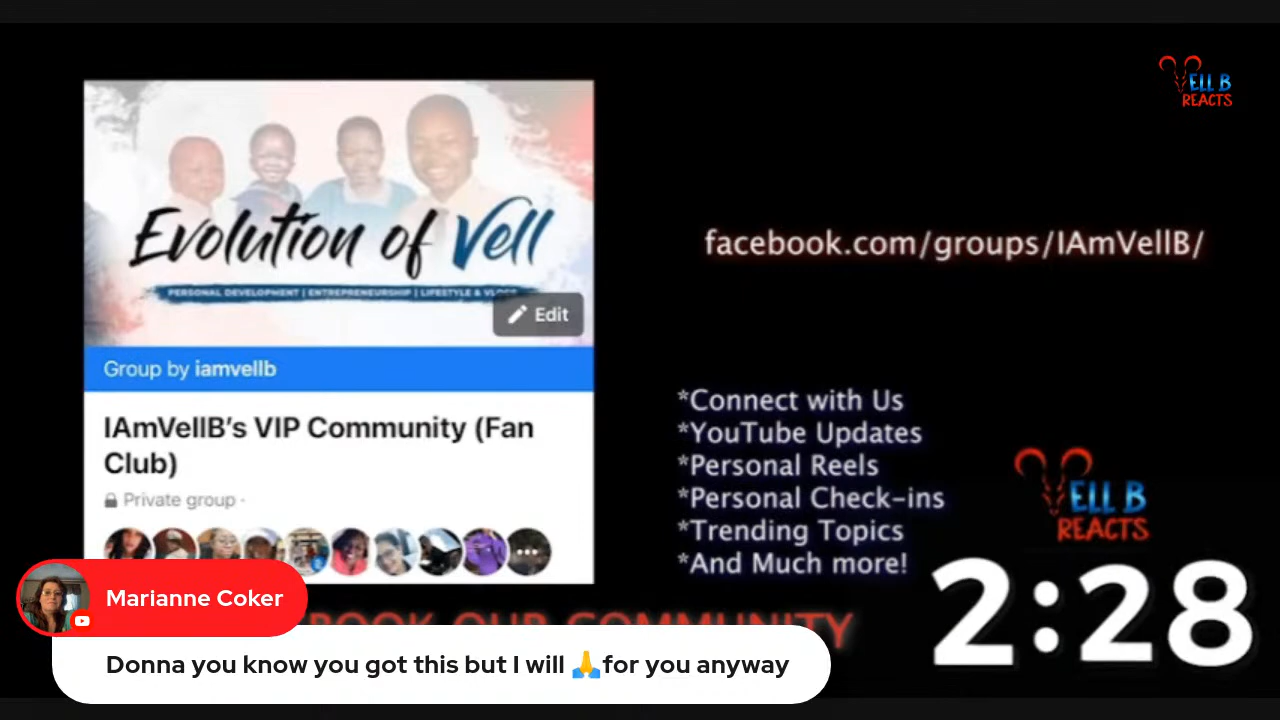 VELL B
REACTS
Evolution of Vell
PERSONAL DEVELOPMENT | ENTREPRENEURSHIP | LIFESTYLE & VLOGS
Edit
Group by iamvellb
IAmVellB's VIP Community (Fan
Club)
Private group ·
facebook.com/groups/IAmVellB/
*Connect with Us
*YouTube Updates
*Personal Reels
*Personal Check-ins
*Trending Topics
*And Much more!
VELL B
REACTS
2:28
OUR COMMUNITY
Marianne Coker
Donna you know you got this but I will 🙏for you anyway